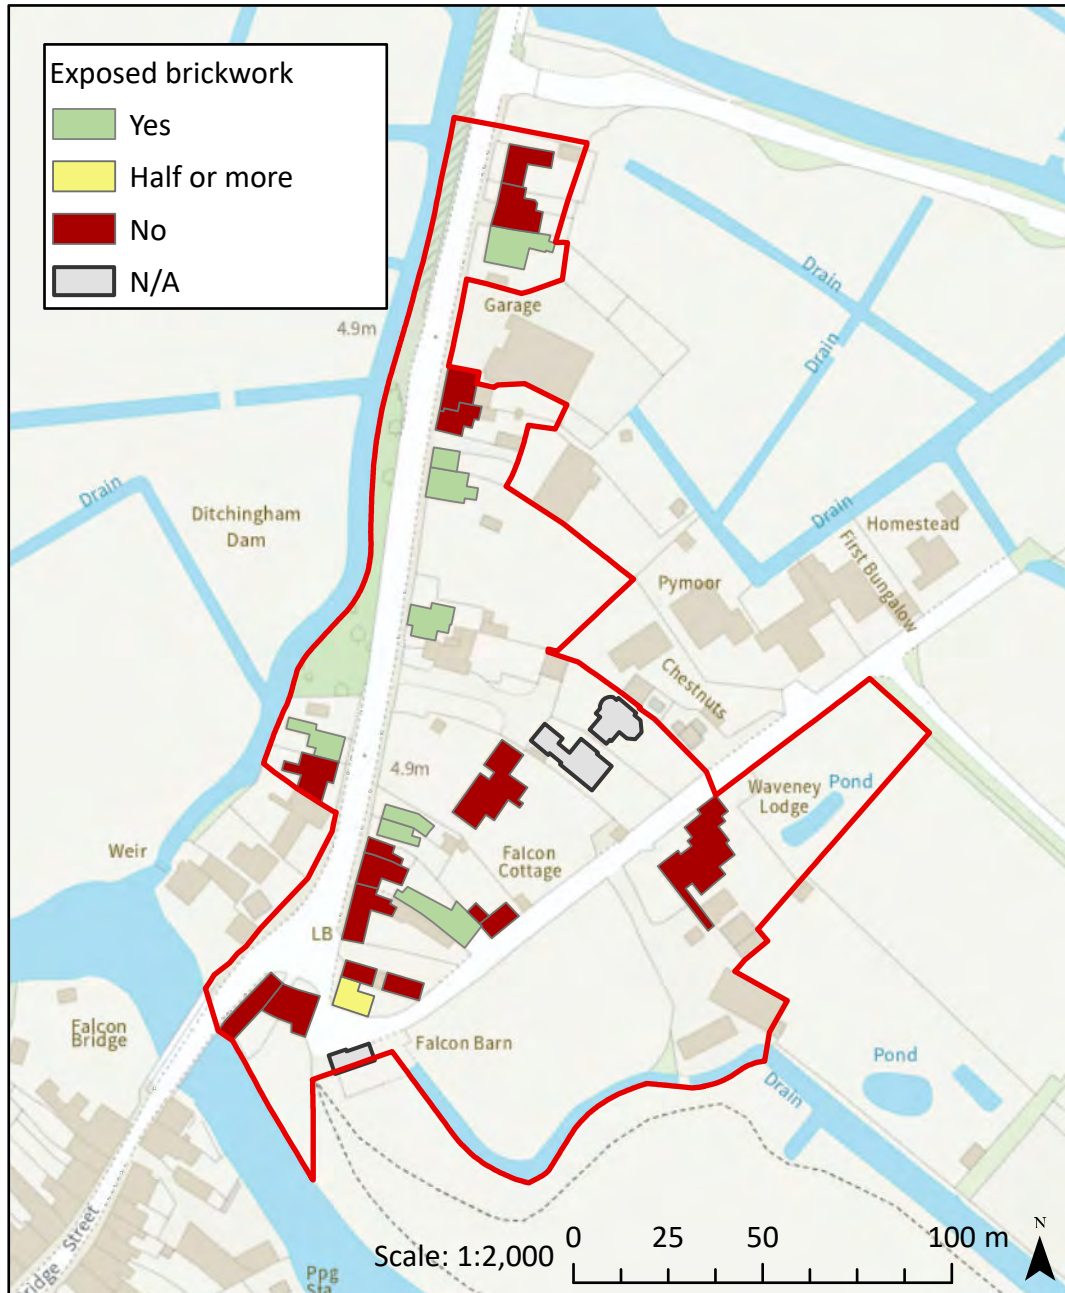 Exposed brickwork
Yes
Half or more
No
N/A
Drain
Garage
4.9m
Drain
Drain
Drain
Ditchingham
Dam
Drain
Homestead
First Bungalow
Pymoor
Chestnuts
4.9m
Waveney
Lodge
Pond
Weir
Falcon
Cottage
LB
Falcon
Bridge
Falcon Barn
Pond
Drain
Street
Scale: 1:2,000
0 25 50 100 m
N
Ppg